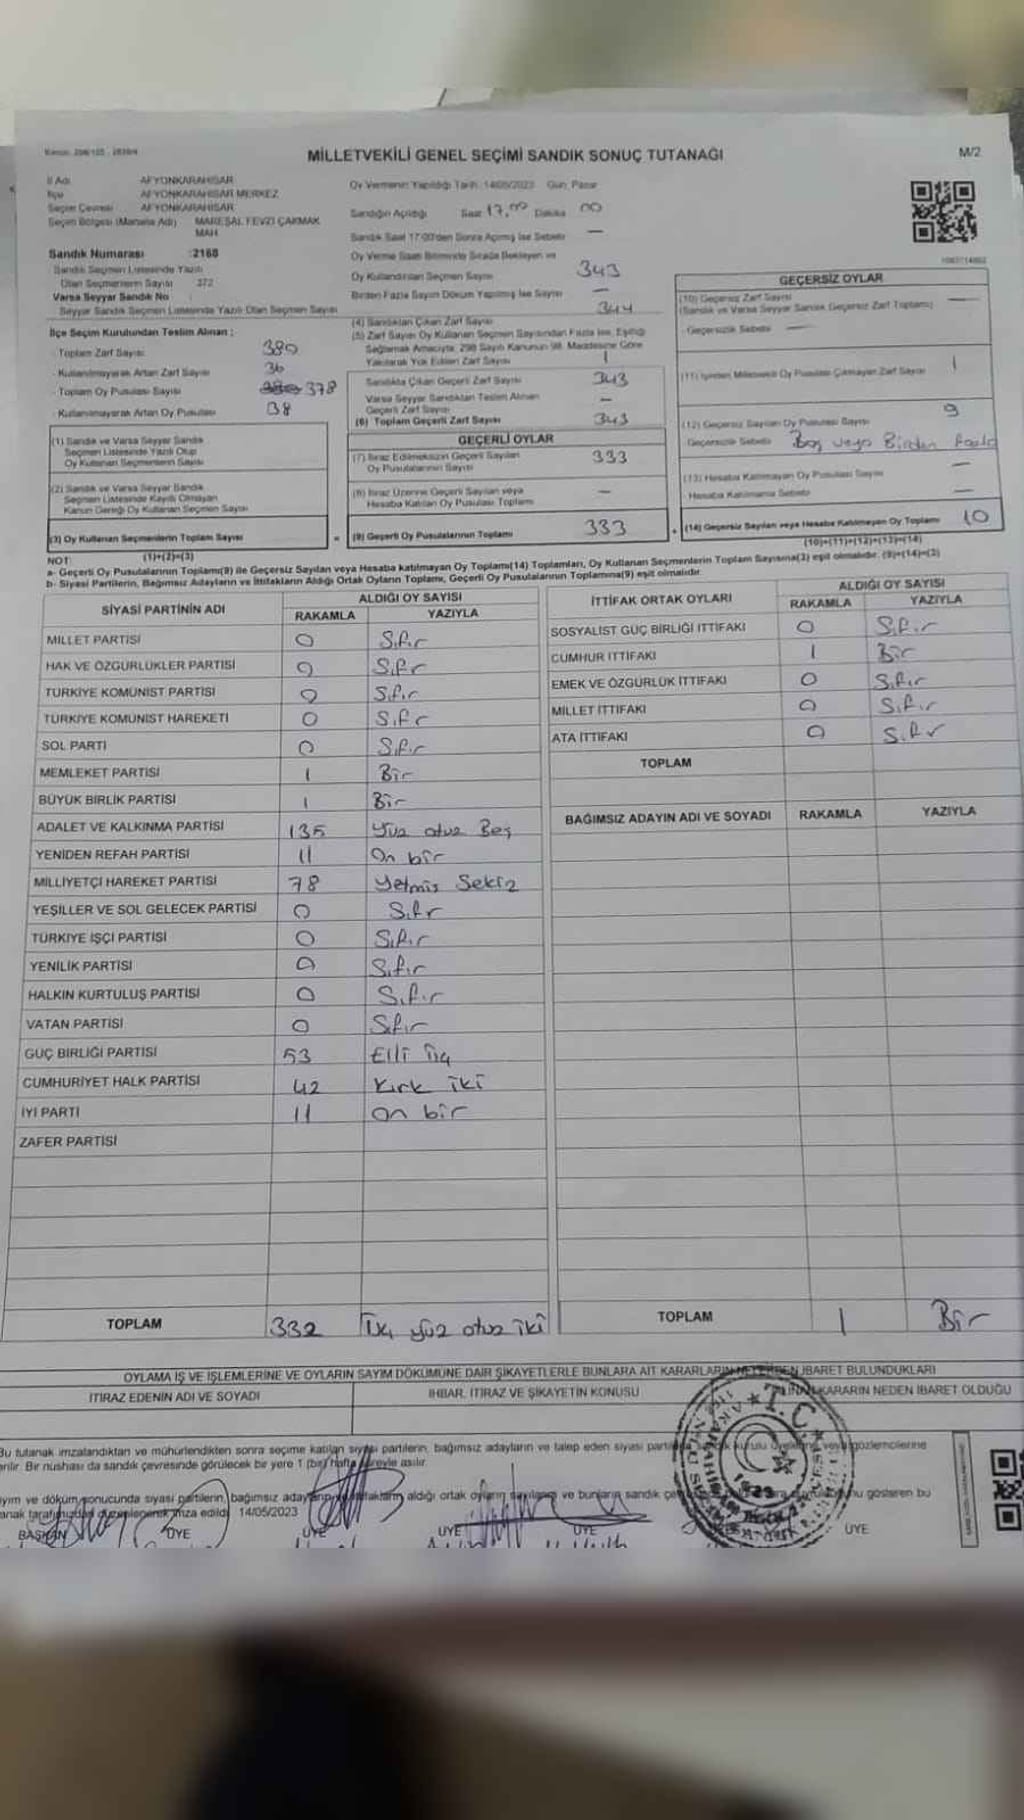 MİLLETVEKİLİ GENEL SEÇİMİ SANDIK SONUÇ TUTANAĞI
M/2
İl Adı AFYONKARAHİSAR
İlçe AFYONKARAHİSAR MERKEZ
Seçim Çevresi AFYONKARAHİSAR
Seçim Bölgesi (Mahalle Adı) MAREŞAL FEVZİ ÇAKMAK
MAH
Sandık Numarası :2168
Sandık Seçmen Listesinde Yazılı
Olan Seçmenlerin Sayısı 372
Varsa Seyyar Sandık No
Seyyar Sandık Seçmen Listesinde Yazılı Olan Seçmen Sayısı
İlçe Seçim Kurulundan Teslim Alınan ;
- Toplam Zarf Sayısı 380
- Kullanılmayarak Artan Zarf Sayısı 36
- Toplam Oy Pusulası Sayısı 378
- Kullanılmayarak Artan Oy Pusulası 38
(1) Sandık ve Varsa Seyyar Sandık
Seçmen Listesinde Yazılı Olup
Oy Kullanan Seçmenlerin Sayısı
(2) Sandık ve Varsa Seyyar Sandık
Seçmen Listesinde Kayıtlı Olmayan
Kanun Gereği Oy Kullanan Seçmen Sayısı
(3) Oy Kullanan Seçmenlerin Toplam Sayısı
(1)+(2)=(3)
Oy Vermenin Yapıldığı Tarih: 14/05/2023 Gün: Pazar
Sandığın Açıldığı Saat 17,00 Dakika 00
Sandık Saat 17:00'den Sonra Açılmış İse Sebebi —
Oy Verme Saati Bitiminde Sırada Bekleyen ve
Oy Kullandırılan Seçmen Sayısı 343
Birden Fazla Sayım Döküm Yapılmış İse Sayısı —
(4) Sandıktan Çıkan Zarf Sayısı 344
(5) Zarf Sayısı Oy Kullanan Seçmen Sayısından Fazla İse, Eşitliği
Sağlamak Amacıyla, 298 Sayılı Kanunun 98. Maddesine Göre
Yakılarak Yok Edilen Zarf Sayısı 1
Sandıkta Çıkan Geçerli Zarf Sayısı 343
Varsa Seyyar Sandıktan Teslim Alınan
Geçerli Zarf Sayısı —
(6) Toplam Geçerli Zarf Sayısı 343
GEÇERLİ OYLAR
(7) İtiraz Edilmeksizin Geçerli Sayılan
Oy Pusulalarının Sayısı 333
(8) İtiraz Üzerine Geçerli Sayılan veya
Hesaba Katılan Oy Pusulası Toplamı —
= (9) Geçerli Oy Pusulalarının Toplamı 333
GEÇERSİZ OYLAR
(10) Geçersiz Zarf Sayısı
(Sandık ve Varsa Seyyar Sandık Geçersiz Zarf Toplamı) —
Geçersizlik Sebebi —
(11) İçinden Milletvekili Oy Pusulası Çıkmayan Zarf Sayısı 1
(12) Geçersiz Sayılan Oy Pusulası Sayısı 9
Geçersizlik Sebebi Boş veya Birden Fazla
(13) Hesaba Katılmayan Oy Pusulası Sayısı —
Hesaba Katılmama Sebebi —
+ (14) Geçersiz Sayılan veya Hesaba Katılmayan Oy Toplamı 10
(10)+(11)+(12)+(13)=(14)
NOT:
a- Geçerli Oy Pusulalarının Toplamı(9) ile Geçersiz Sayılan veya Hesaba katılmayan Oy Toplamı(14) Toplamları, Oy Kullanan Seçmenlerin Toplam Sayısına(3) eşit olmalıdır. (9)+(14)=(3)
b- Siyasi Partilerin, Bağımsız Adayların ve İttifakların Aldığı Ortak Oyların Toplamı, Geçerli Oy Pusulalarının Toplamına(9) eşit olmalıdır.
SİYASİ PARTİNİN ADI ALDIĞI OY SAYISI
RAKAMLA YAZIYLA
MİLLET PARTİSİ 0 Sıfır
HAK VE ÖZGÜRLÜKLER PARTİSİ 0 Sıfır
TÜRKİYE KOMÜNİST PARTİSİ 0 Sıfır
TÜRKİYE KOMÜNİST HAREKETİ 0 Sıfır
SOL PARTİ 0 Sıfır
MEMLEKET PARTİSİ 1 Bir
BÜYÜK BİRLİK PARTİSİ 1 Bir
ADALET VE KALKINMA PARTİSİ 135 Yüz otuz Beş
YENİDEN REFAH PARTİSİ 11 On bir
MİLLİYETÇİ HAREKET PARTİSİ 78 Yetmiş Sekiz
YEŞİLLER VE SOL GELECEK PARTİSİ 0 Sıfır
TÜRKİYE İŞÇİ PARTİSİ 0 Sıfır
YENİLİK PARTİSİ 0 Sıfır
HALKIN KURTULUŞ PARTİSİ 0 Sıfır
VATAN PARTİSİ 0 Sıfır
GÜÇ BİRLİĞİ PARTİSİ 53 Elli üç
CUMHURİYET HALK PARTİSİ 42 Kırk iki
İYİ PARTİ 11 On bir
ZAFER PARTİSİ
TOPLAM 332 İki yüz otuz iki
İTTİFAK ORTAK OYLARI ALDIĞI OY SAYISI
RAKAMLA YAZIYLA
SOSYALİST GÜÇ BİRLİĞİ İTTİFAKI 0 Sıfır
CUMHUR İTTİFAKI 1 Bir
EMEK VE ÖZGÜRLÜK İTTİFAKI 0 Sıfır
MİLLET İTTİFAKI 0 Sıfır
ATA İTTİFAKI 0 Sıfır
TOPLAM
BAĞIMSIZ ADAYIN ADI VE SOYADI RAKAMLA YAZIYLA
TOPLAM 1 Bir
OYLAMA İŞ VE İŞLEMLERİNE VE OYLARIN SAYIM DÖKÜMÜNE DAİR ŞİKAYETLERLE BUNLARA AİT KARARLARIN NELERDEN İBARET BULUNDUKLARI
İTİRAZ EDENİN ADI VE SOYADI İHBAR, İTİRAZ VE ŞİKAYETİN KONUSU KARARIN NEDEN İBARET OLDUĞU
Bu tutanak imzalandıktan ve mühürlendikten sonra seçime katılan siyasi partilerin, bağımsız adayların ve talep eden siyasi kurulu üyelerine veya gözlemcilerine
verilir. Bir nüshası da sandık çevresinde görülecek bir yere 1 (bir) hafta süreyle asılır.
ve döküm sonucunda siyasi partilerin, bağımsız adayların ittifakların aldığı ortak oyların ve bunların sandık gösteren bu
14/05/2023
BAŞKAN ÜYE ÜYE ÜYE ÜYE ÜYE
T.C.